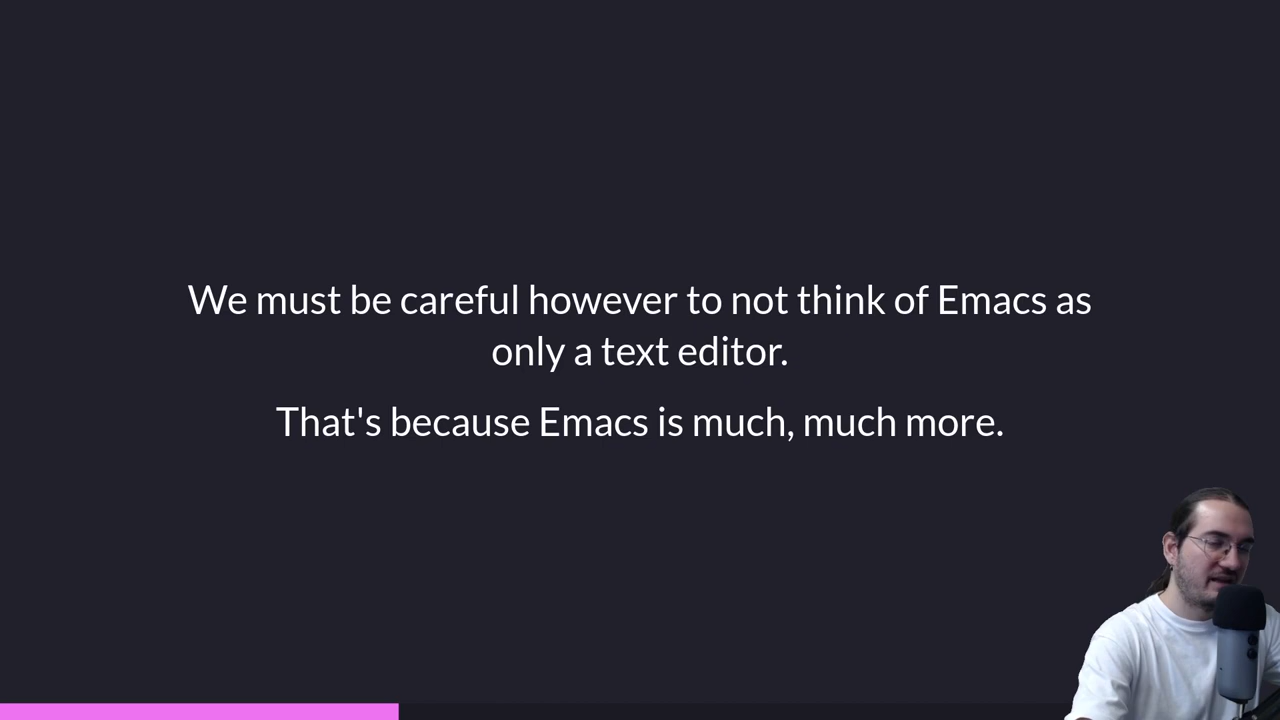 We must be careful however to not think of Emacs as
only a text editor.
That's because Emacs is much, much more.